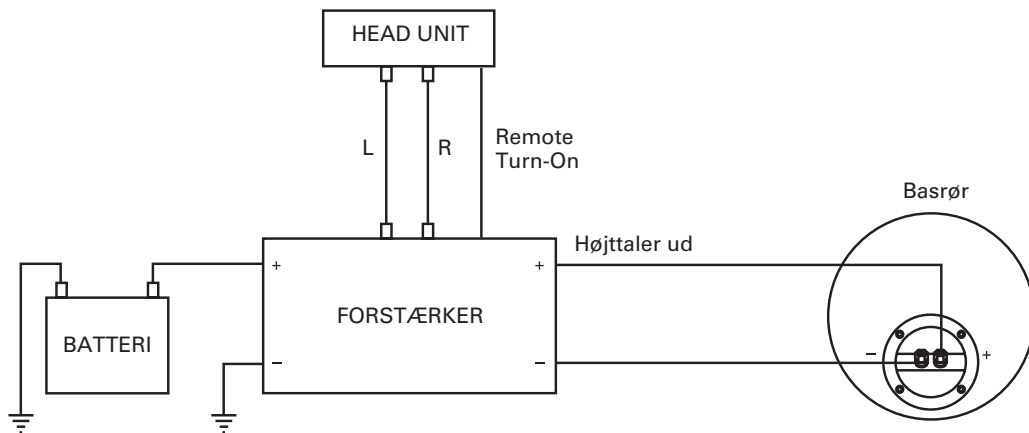 HEAD UNIT
L
R
Remote
Turn-On
Basrør
Højttaler ud
+
+
BATTERI
FORSTÆRKER
–
–
–
+